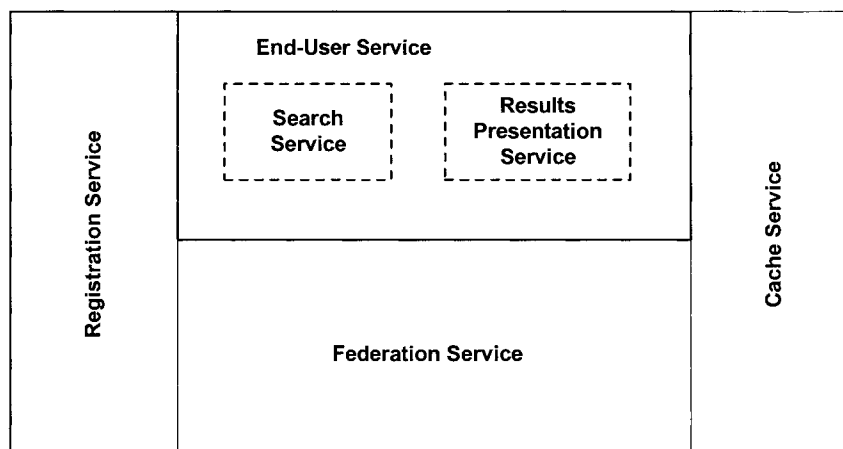 Registration Service
End-User Service
Search
Service
Results
Presentation
Service
Federation Service
Cache Service